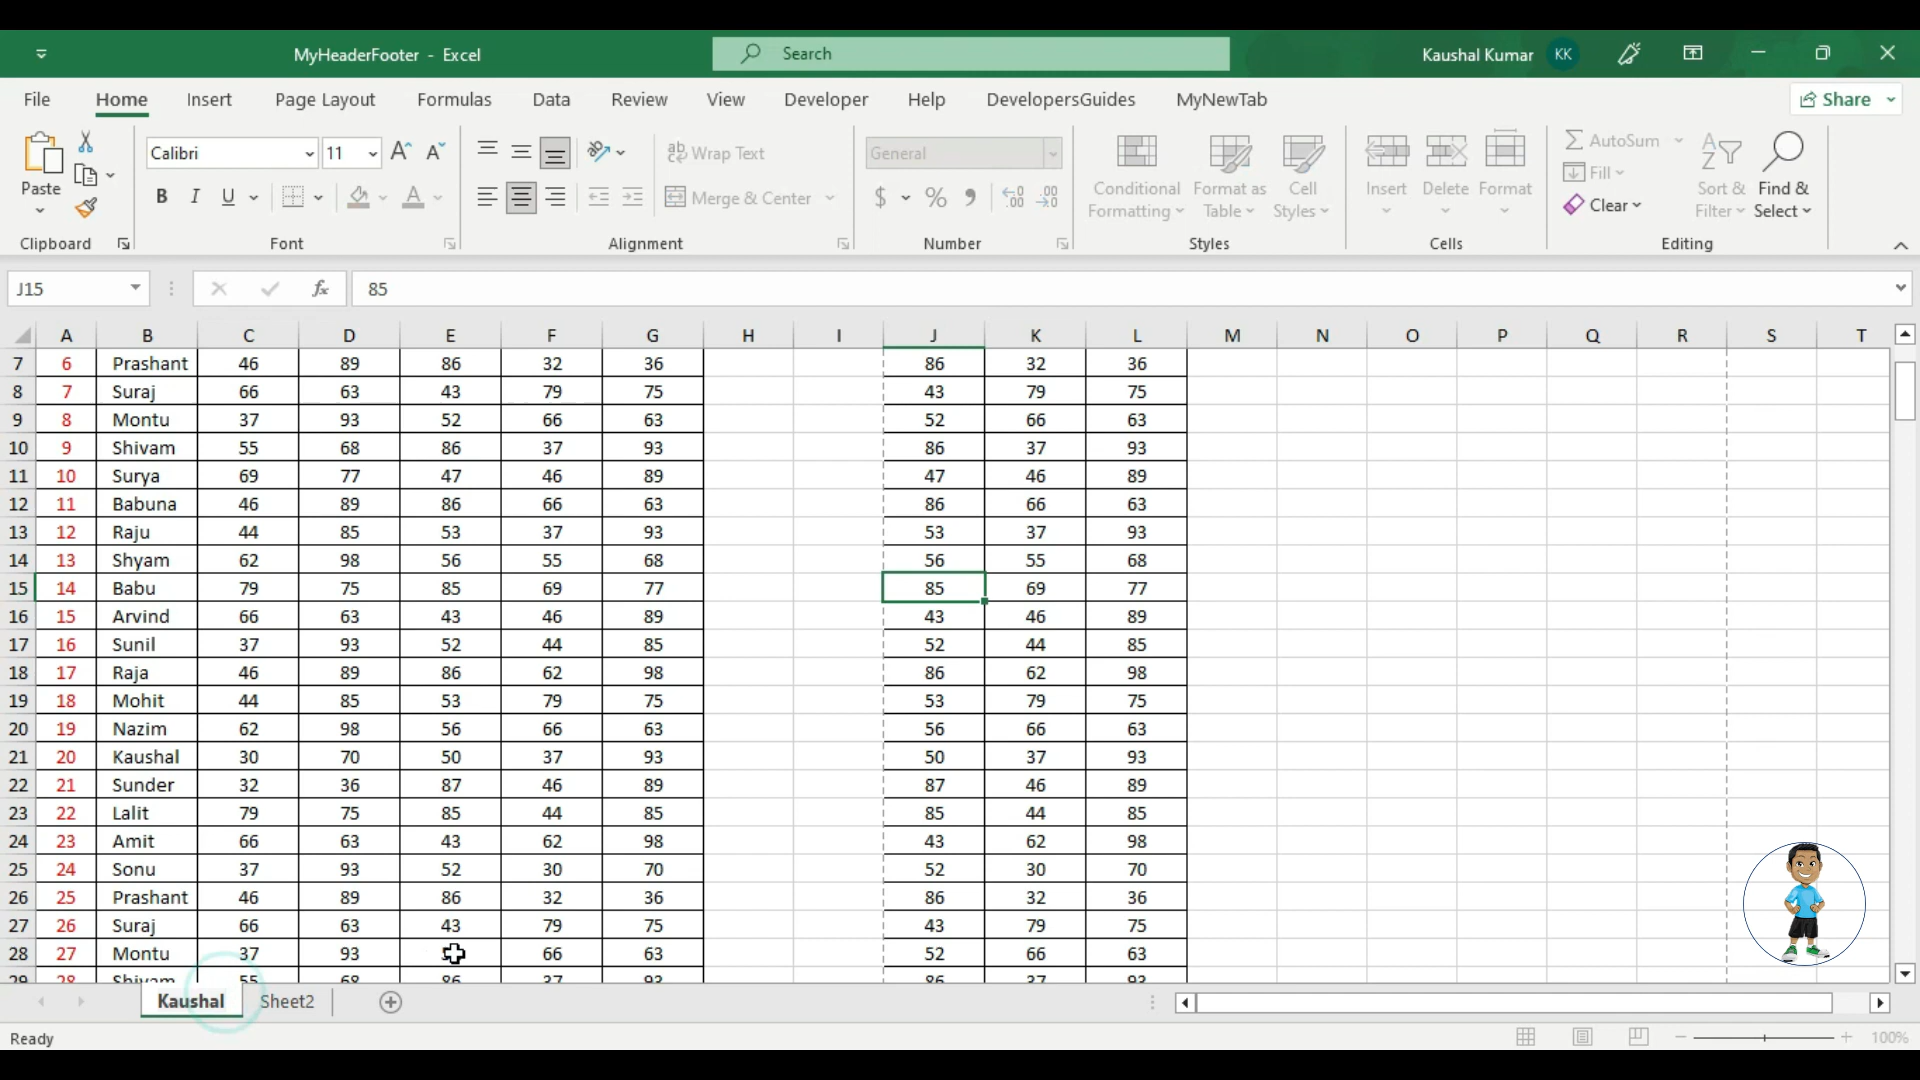 MyHeaderFooter - Excel
Search
Kaushal Kumar KK
File Home Insert Page Layout Formulas Data Review View Developer Help DevelopersGuides MyNewTab Share
Paste
Clipboard
Calibri 11
B I U
Font
Wrap Text
Merge & Center
Alignment
General
$ % ,
Number
Conditional Formatting
Format as Table
Cell Styles
Styles
Insert Delete Format
Cells
AutoSum
Fill
Clear
Sort & Filter
Find & Select
Editing
J15 fx 85
A B C D E F G H I J K L M N O P Q R S T
7 6 Prashant 46 89 86 32 36 86 32 36
8 7 Suraj 66 63 43 79 75 43 79 75
9 8 Montu 37 93 52 66 63 52 66 63
10 9 Shivam 55 68 86 37 93 86 37 93
11 10 Surya 69 77 47 46 89 47 46 89
12 11 Babuna 46 89 86 66 63 86 66 63
13 12 Raju 44 85 53 37 93 53 37 93
14 13 Shyam 62 98 56 55 68 56 55 68
15 14 Babu 79 75 85 69 77 85 69 77
16 15 Arvind 66 63 43 46 89 43 46 89
17 16 Sunil 37 93 52 44 85 52 44 85
18 17 Raja 46 89 86 62 98 86 62 98
19 18 Mohit 44 85 53 79 75 53 79 75
20 19 Nazim 62 98 56 66 63 56 66 63
21 20 Kaushal 30 70 50 37 93 50 37 93
22 21 Sunder 32 36 87 46 89 87 46 89
23 22 Lalit 79 75 85 44 85 85 44 85
24 23 Amit 66 63 43 62 98 43 62 98
25 24 Sonu 37 93 52 30 70 52 30 70
26 25 Prashant 46 89 86 32 36 86 32 36
27 26 Suraj 66 63 43 79 75 43 79 75
28 27 Montu 37 93 66 63 52 66 63
29 28 Shivam 55 68 86 37 93 86 37 93
Kaushal Sheet2
Ready 100%